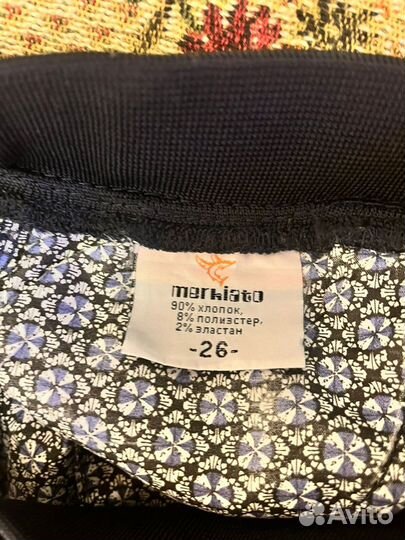 merkiato
90% хлопок,
8% полиэстер,
2% эластан
-26-
Avito